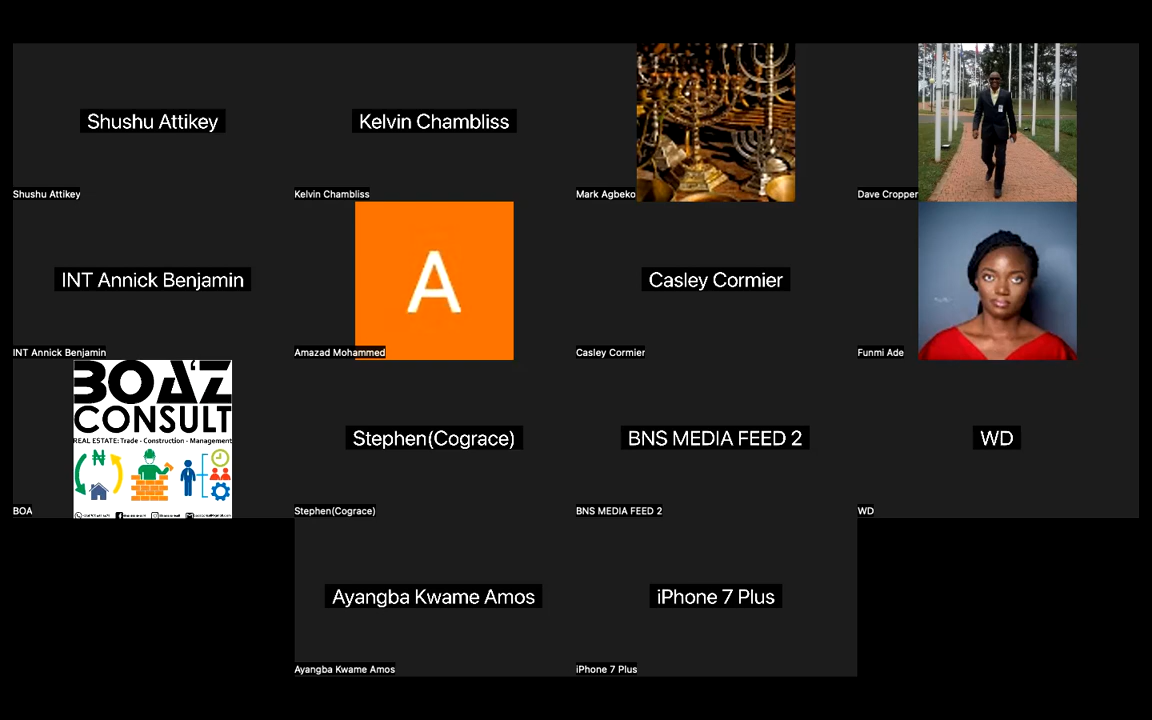 Shushu Attikey
Shushu Attikey
Kelvin Chambliss
Kelvin Chambliss
Mark Agbeko
Dave Cropper
INT Annick Benjamin
INT Annick Benjamin
A
Amazad Mohammed
Casley Cormier
Casley Cormier
Funmi Ade
BOA'Z
CONSULT
REAL ESTATE: Trade - Construction - Management
₦
BOA
Stephen(Cograce)
Stephen(Cograce)
BNS MEDIA FEED 2
BNS MEDIA FEED 2
WD
WD
Ayangba Kwame Amos
Ayangba Kwame Amos
iPhone 7 Plus
iPhone 7 Plus